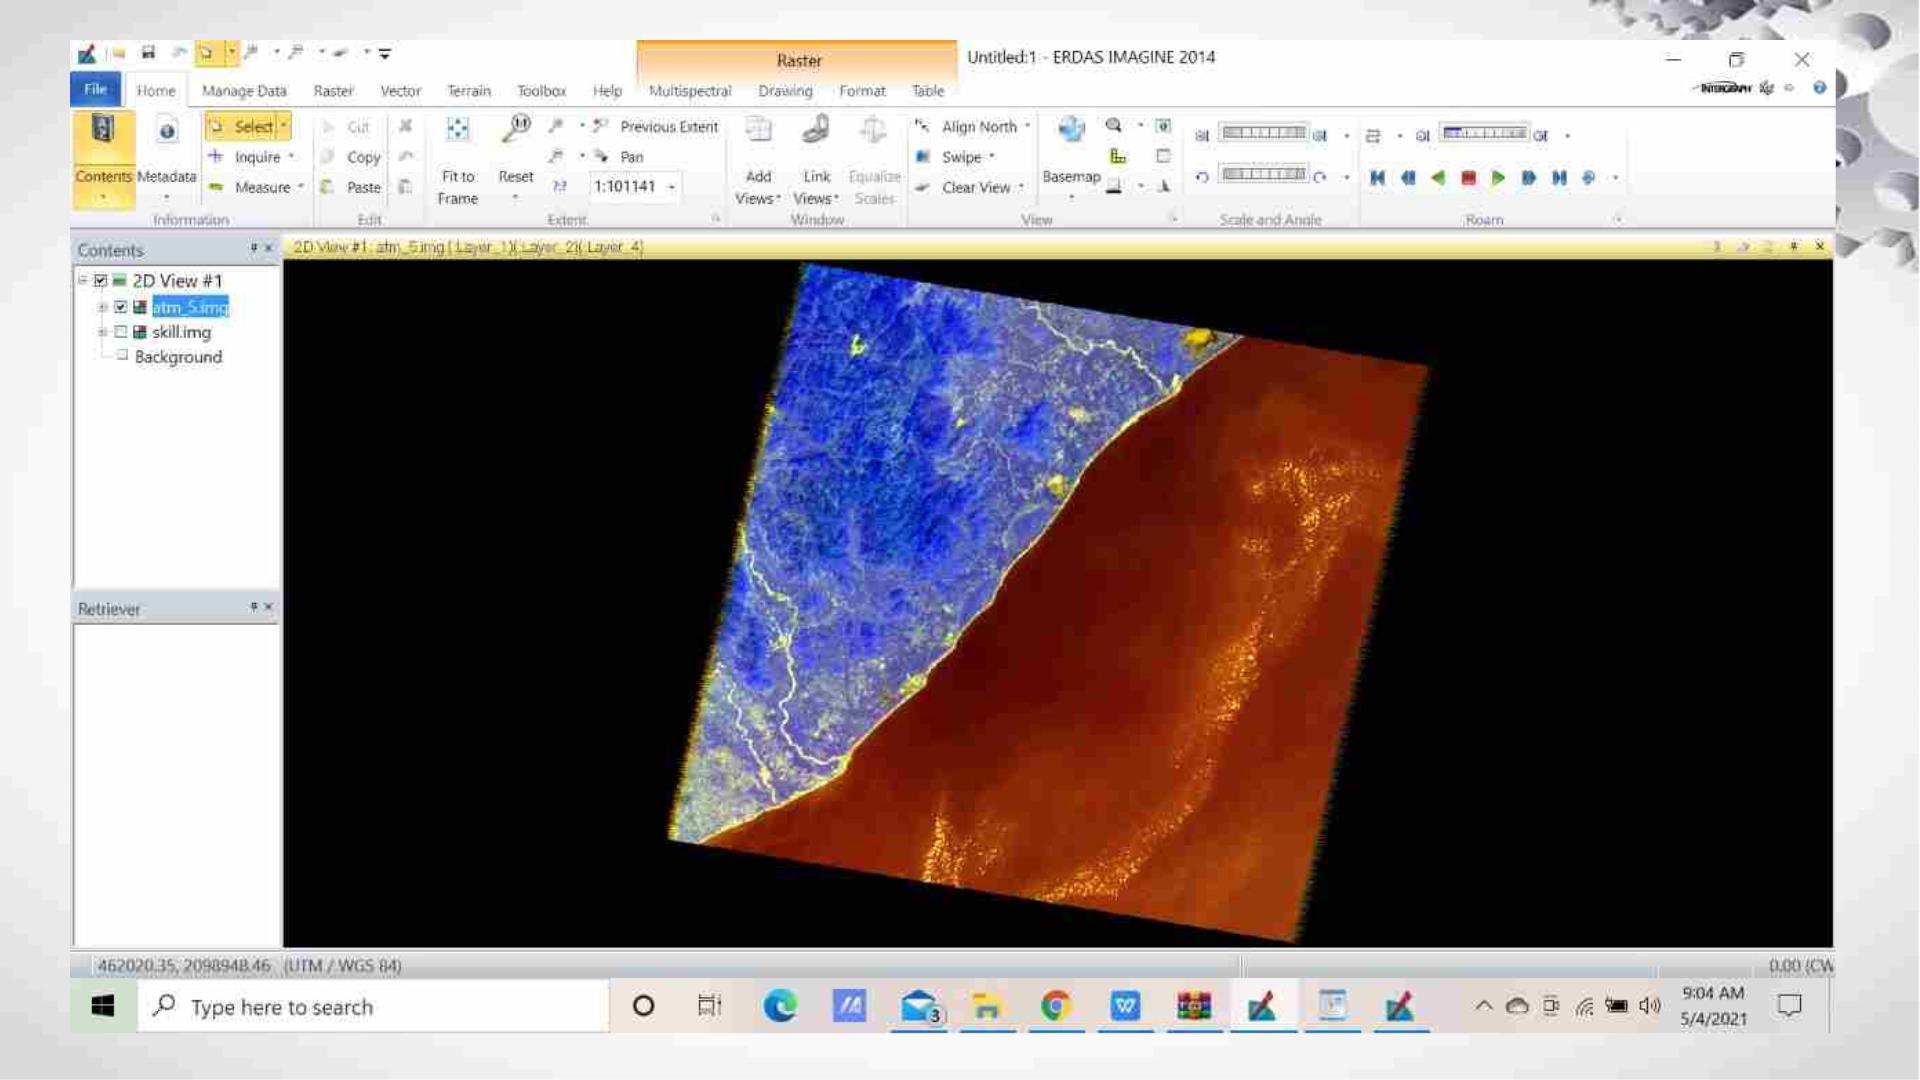 Raster
Untitled:1 - ERDAS IMAGINE 2014
File Home Manage Data Raster Vector Terrain Toolbox Help Multispectral Drawing Format Table
INTERGRAPH
Select Cut 1:1 Previous Extent Align North
Inquire Copy Pan Swipe
Contents Metadata Measure Paste Fit to Frame Reset 1:101141 Add Views Link Views Equalize Scales Clear View Basemap
Information Edit Extent Window View Scale and Angle Roam
Contents
2D View #1: atm_5.img (:Layer_1)(:Layer_2)(:Layer_4)
2D View #1
atm_5.img
skill.img
Background
Retriever
462020.35, 2098948.46 (UTM / WGS 84)
0.00 (CW
Type here to search
3
9:04 AM
5/4/2021